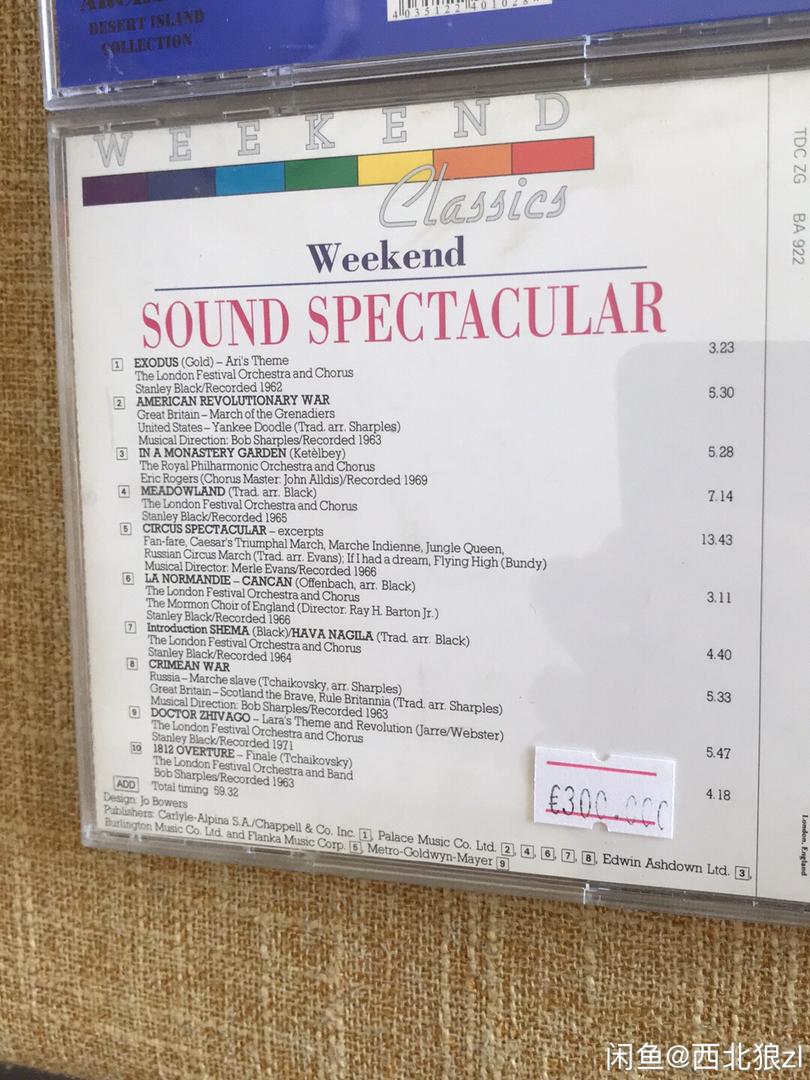 DESERT ISLAND
COLLECTION
WEEKEND
Classics
Weekend
SOUND SPECTACULAR
1 EXODUS (Gold) – Ari's Theme 3.23
The London Festival Orchestra and Chorus
Stanley Black/Recorded 1962
2 AMERICAN REVOLUTIONARY WAR 5.30
Great Britain – March of the Grenadiers
United States – Yankee Doodle (Trad. arr. Sharples)
Musical Direction: Bob Sharples/Recorded 1963
3 IN A MONASTERY GARDEN (Ketèlbey) 5.28
The Royal Philharmonic Orchestra and Chorus
Eric Rogers (Chorus Master: John Alldis)/Recorded 1969
4 MEADOWLAND (Trad. arr. Black) 7.14
The London Festival Orchestra and Chorus
Stanley Black/Recorded 1965
5 CIRCUS SPECTACULAR – excerpts 13.43
Fan-fare, Caesar's Triumphal March, Marche Indienne, Jungle Queen,
Russian Circus March (Trad. arr. Evans); If I had a dream, Flying High (Bundy)
Musical Director: Merle Evans/Recorded 1966
6 LA NORMANDIE – CANCAN (Offenbach, arr. Black) 3.11
The London Festival Orchestra and Chorus
The Mormon Choir of England (Director: Ray H. Barton Jr.)
Stanley Black/Recorded 1966
7 Introduction SHEMA (Black)/HAVA NAGILA (Trad. arr. Black) 4.40
The London Festival Orchestra and Chorus
Stanley Black/Recorded 1964
8 CRIMEAN WAR 5.33
Russia – Marche slave (Tchaikovsky, arr. Sharples)
Great Britain – Scotland the Brave, Rule Britannia (Trad. arr. Sharples)
Musical Direction: Bob Sharples/Recorded 1963
9 DOCTOR ZHIVAGO – Lara's Theme and Revolution (Jarre/Webster) 5.47
The London Festival Orchestra and Chorus
Stanley Black/Recorded 1971
10 1812 OVERTURE – Finale (Tchaikovsky) 4.18
The London Festival Orchestra and Band
Bob Sharples/Recorded 1963
ADD Total timing 59.32
Design: Jo Bowers
Publishers: Carlyle-Alpina S.A./Chappell & Co. Inc. 1, Palace Music Co. Ltd. 2, 4, 6, 7, 8, Edwin Ashdown Ltd. 3,
Burlington Music Co. Ltd. and Flanka Music Corp. 5, Metro-Goldwyn-Mayer 9
TDC ZG BA 922
London, England
闲鱼@西北狼zl